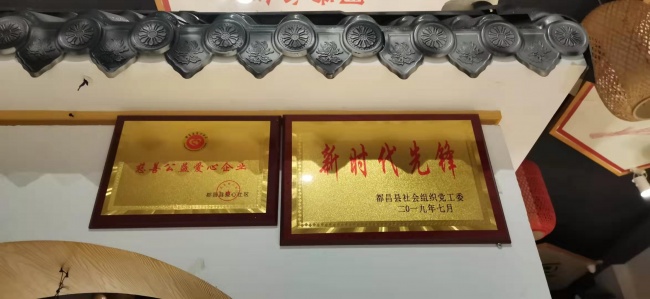 慈善公益爱心企业
新时代先锋
都昌县社会组织党工委
二〇一九年七月